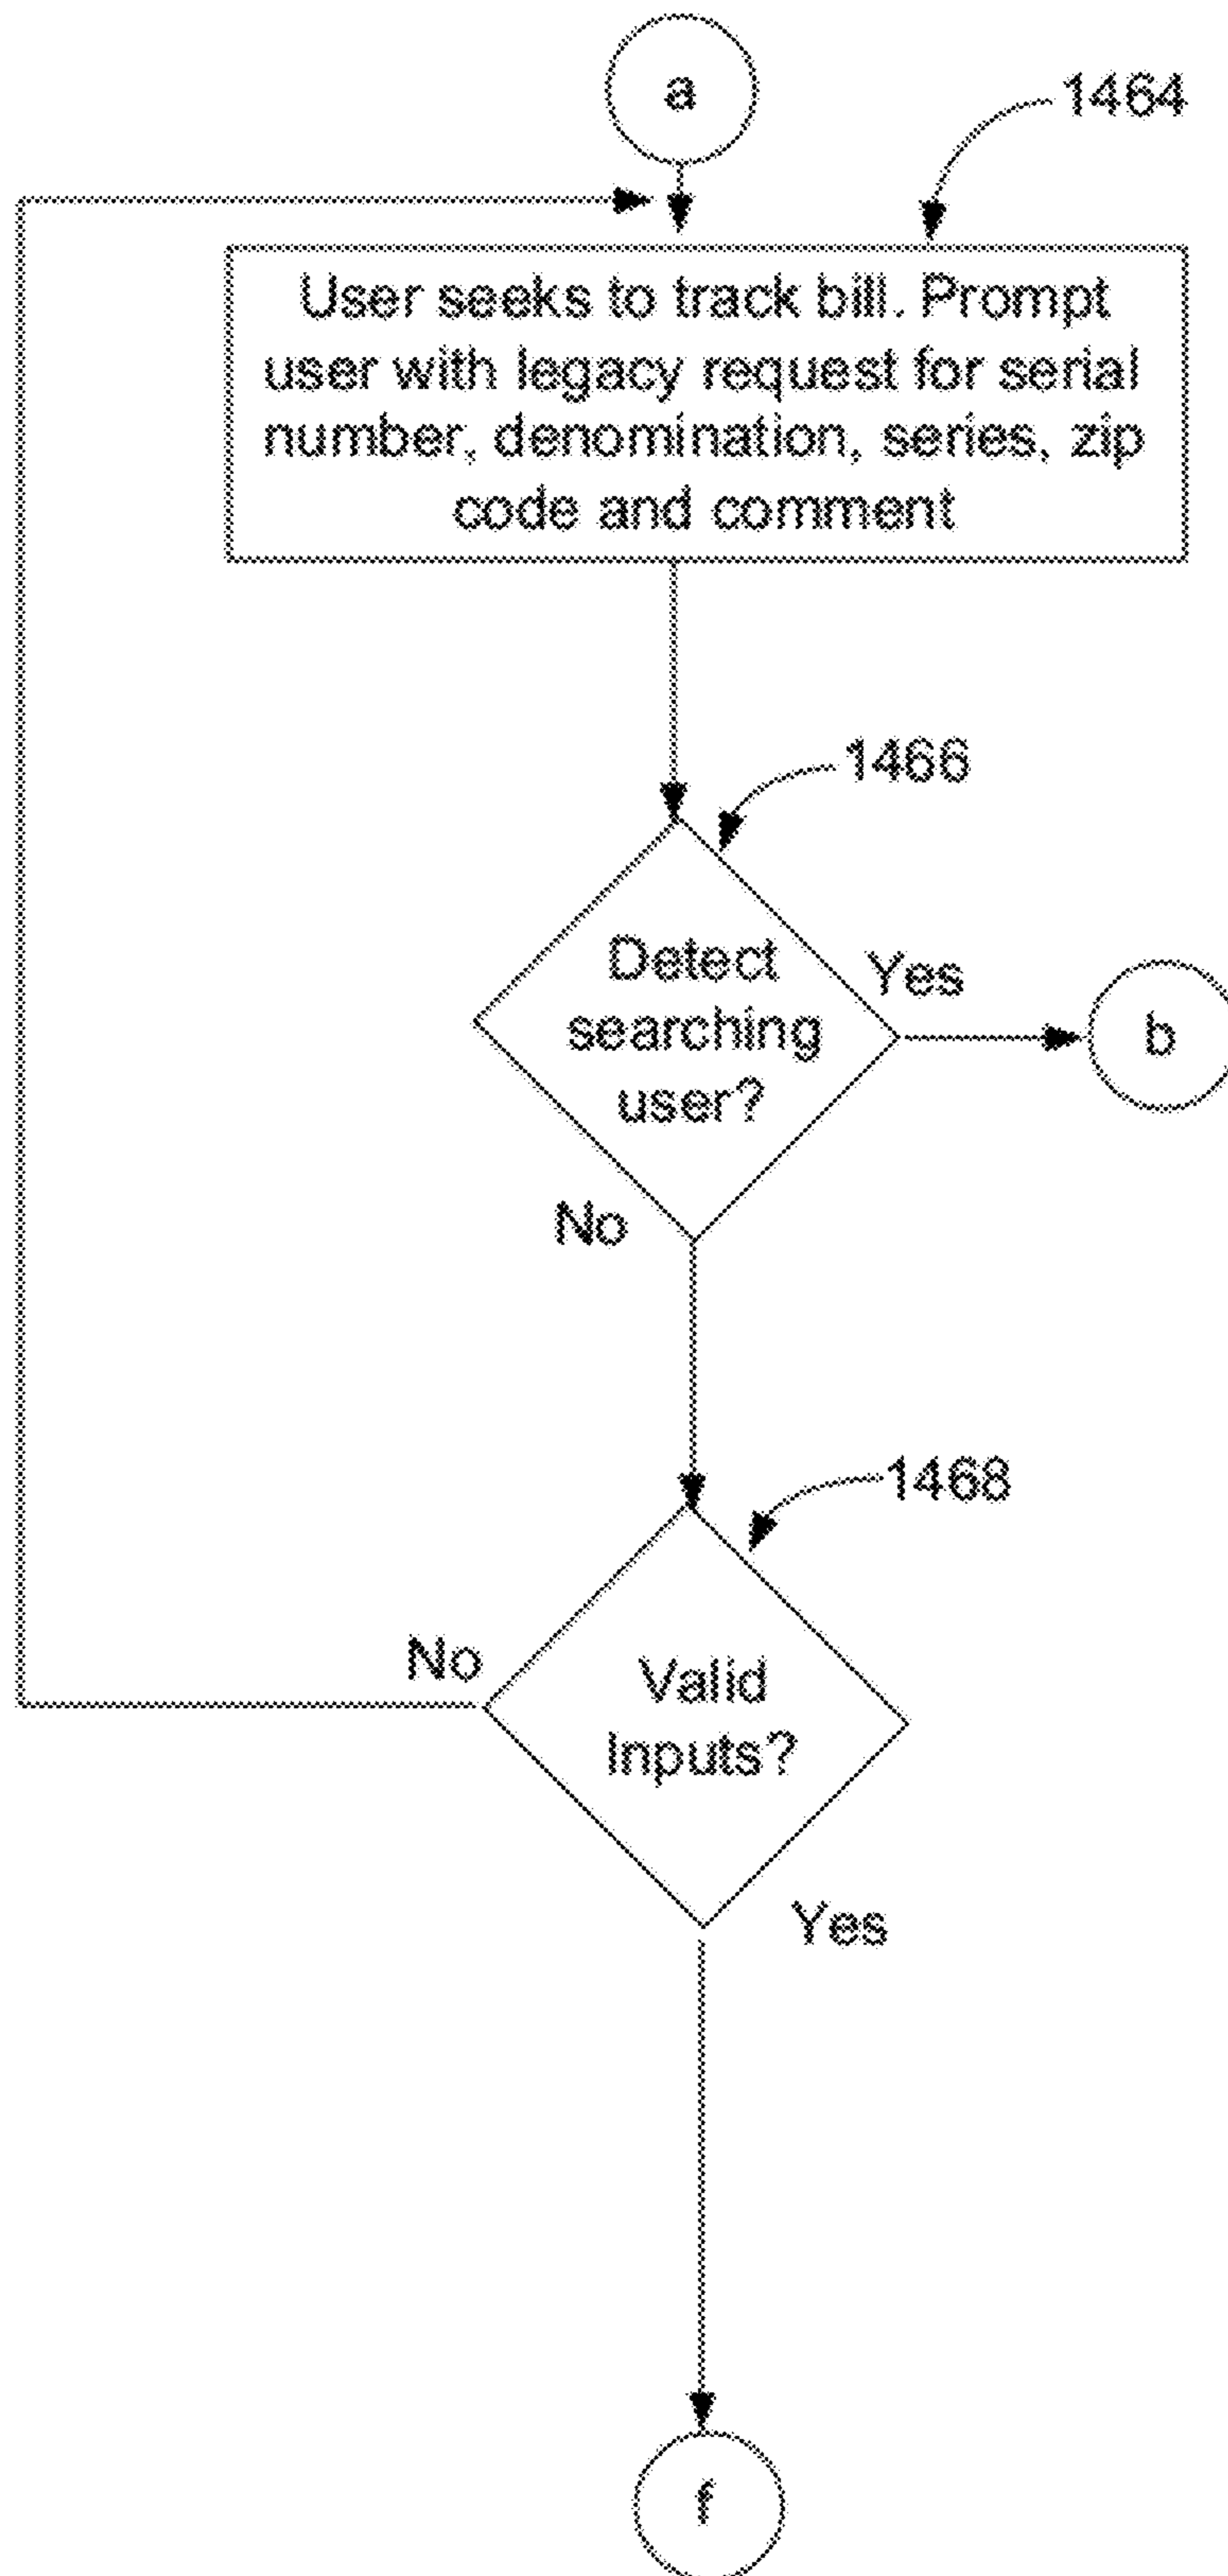 a
1464
User seeks to track bill. Prompt
user with legacy request for serial
number, denomination, series, zip
code and comment
1466
Detect
searching
user?
Yes
b
No
1468
No
Valid
Inputs?
Yes
f